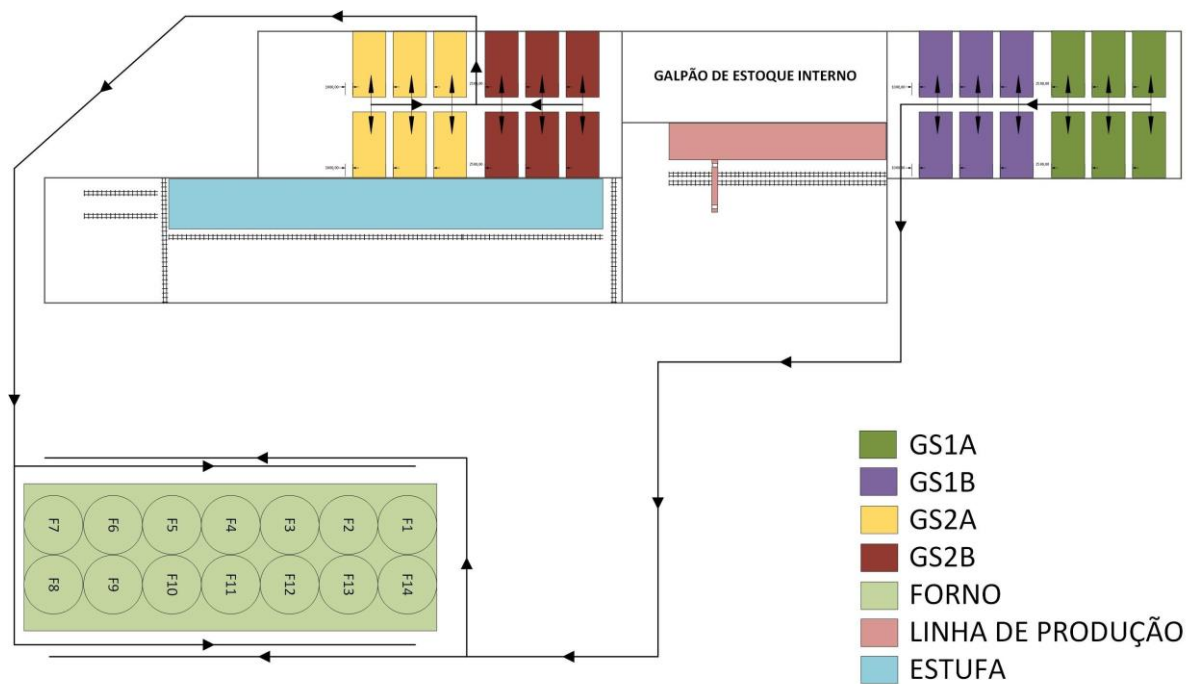 GALPÃO DE ESTOQUE INTERNO
GS1A
GS1B
GS2A
GS2B
FORNO
LINHA DE PRODUÇÃO
ESTUFA
F7
F6
F5
F4
F3
F2
F1
F8
F9
F10
F11
F12
F13
F14